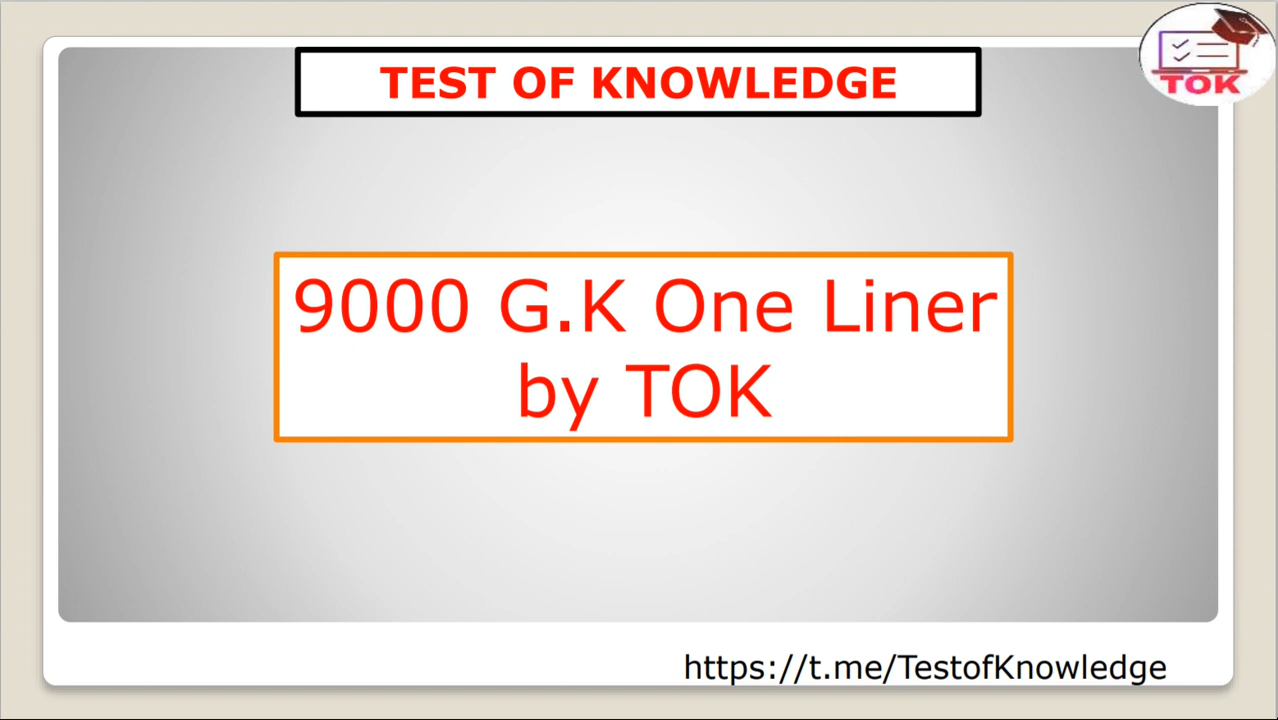 TOK
TEST OF KNOWLEDGE
9000 G.K One Liner
by TOK
https://t.me/TestofKnowledge